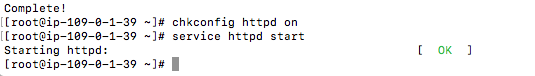 Complete!
[[root@ip-109-0-1-39 ~]# chkconfig httpd on
[[root@ip-109-0-1-39 ~]# service httpd start
Starting httpd: [ OK ]
[root@ip-109-0-1-39 ~]#